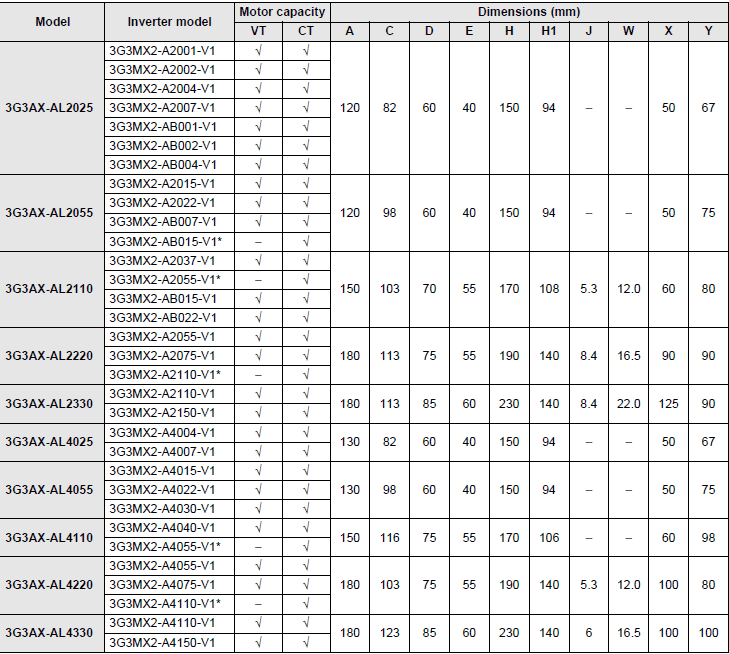 Model Inverter model Motor capacity Dimensions (mm)
VT CT A C D E H H1 J W X Y
3G3AX-AL2025 3G3MX2-A2001-V1 √ √ 120 82 60 40 150 94 – – 50 67
3G3MX2-A2002-V1 √ √
3G3MX2-A2004-V1 √ √
3G3MX2-A2007-V1 √ √
3G3MX2-AB001-V1 √ √
3G3MX2-AB002-V1 √ √
3G3MX2-AB004-V1 √ √
3G3AX-AL2055 3G3MX2-A2015-V1 √ √ 120 98 60 40 150 94 – – 50 75
3G3MX2-A2022-V1 √ √
3G3MX2-AB007-V1 √ √
3G3MX2-AB015-V1* – √
3G3AX-AL2110 3G3MX2-A2037-V1 √ √ 150 103 70 55 170 108 5.3 12.0 60 80
3G3MX2-A2055-V1* – √
3G3MX2-AB015-V1 √ √
3G3MX2-AB022-V1 √ √
3G3AX-AL2220 3G3MX2-A2055-V1 √ √ 180 113 75 55 190 140 8.4 16.5 90 90
3G3MX2-A2075-V1 √ √
3G3MX2-A2110-V1* – √
3G3AX-AL2330 3G3MX2-A2110-V1 √ √ 180 113 85 60 230 140 8.4 22.0 125 90
3G3MX2-A2150-V1 √ √
3G3AX-AL4025 3G3MX2-A4004-V1 √ √ 130 82 60 40 150 94 – – 50 67
3G3MX2-A4007-V1 √ √
3G3AX-AL4055 3G3MX2-A4015-V1 √ √ 130 98 60 40 150 94 – – 50 75
3G3MX2-A4022-V1 √ √
3G3MX2-A4030-V1 √ √
3G3AX-AL4110 3G3MX2-A4040-V1 √ √ 150 116 75 55 170 106 – – 60 98
3G3MX2-A4055-V1* – √
3G3AX-AL4220 3G3MX2-A4055-V1 √ √ 180 103 75 55 190 140 5.3 12.0 100 80
3G3MX2-A4075-V1 √ √
3G3MX2-A4110-V1* – √
3G3AX-AL4330 3G3MX2-A4110-V1 √ √ 180 123 85 60 230 140 6 16.5 100 100
3G3MX2-A4150-V1 √ √